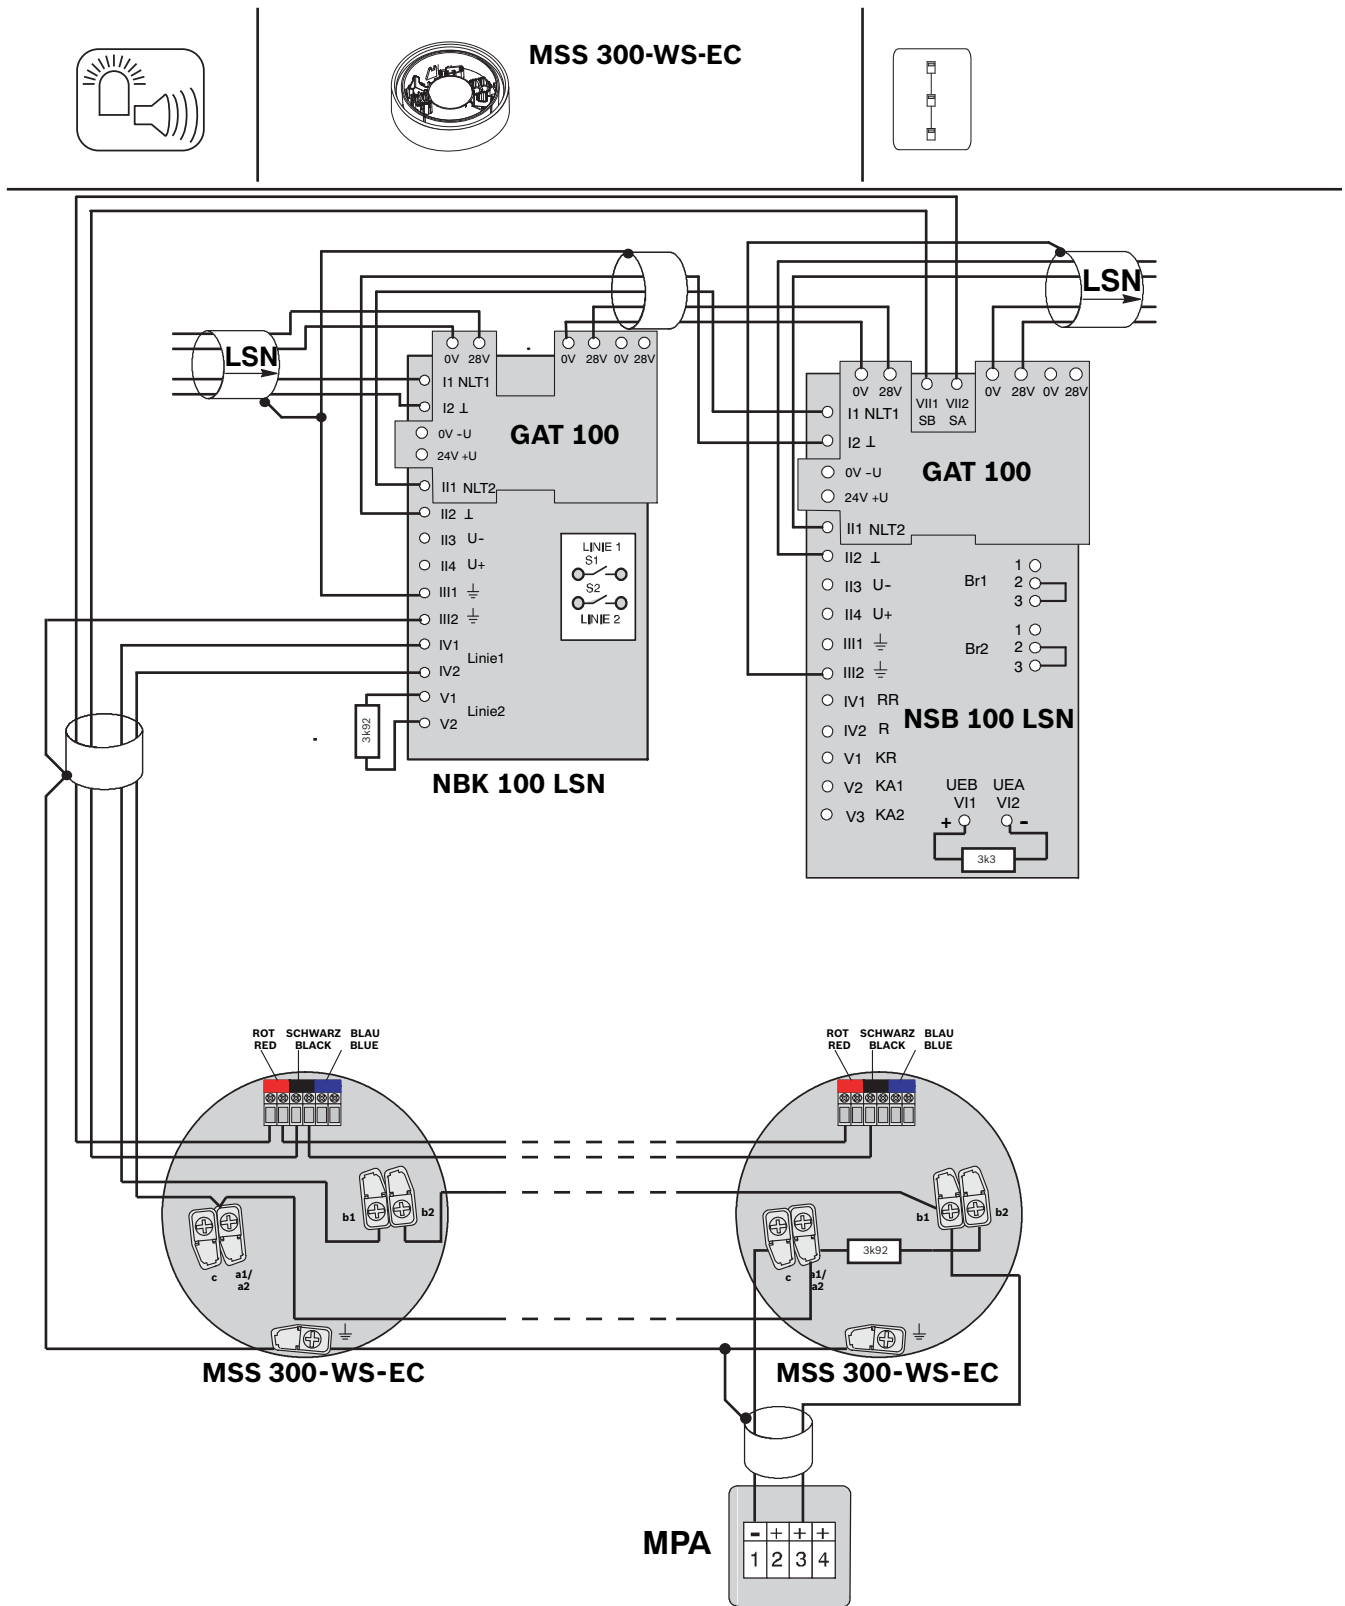 MSS 300-WS-EC
LSN
LSN
0V 28V
0V 28V 0V 28V
I1 NLT1
I2 ⊥
0V -U
24V +U
GAT 100
II1 NLT2
II2 ⊥
II3 U-
II4 U+
III1
III2
IV1
Linie1
IV2
V1
Linie2
V2
LINIE 1
S1
S2
LINIE 2
3k92
NBK 100 LSN
0V 28V
VII1 VII2
SB SA
0V 28V 0V 28V
I1 NLT1
I2 ⊥
0V -U
24V +U
GAT 100
II1 NLT2
II2 ⊥
II3 U-
II4 U+
III1
III2
IV1 RR
IV2 R
V1 KR
V2 KA1
V3 KA2
Br1
1
2
3
Br2
1
2
3
NSB 100 LSN
UEB UEA
VI1 VI2
+ -
3k3
ROT SCHWARZ BLAU
RED BLACK BLUE
b1 b2
c a1/
a2
MSS 300-WS-EC
ROT SCHWARZ BLAU
RED BLACK BLUE
b1 b2
3k92
c a1/
a2
MSS 300-WS-EC
MPA
- + + +
1 2 3 4